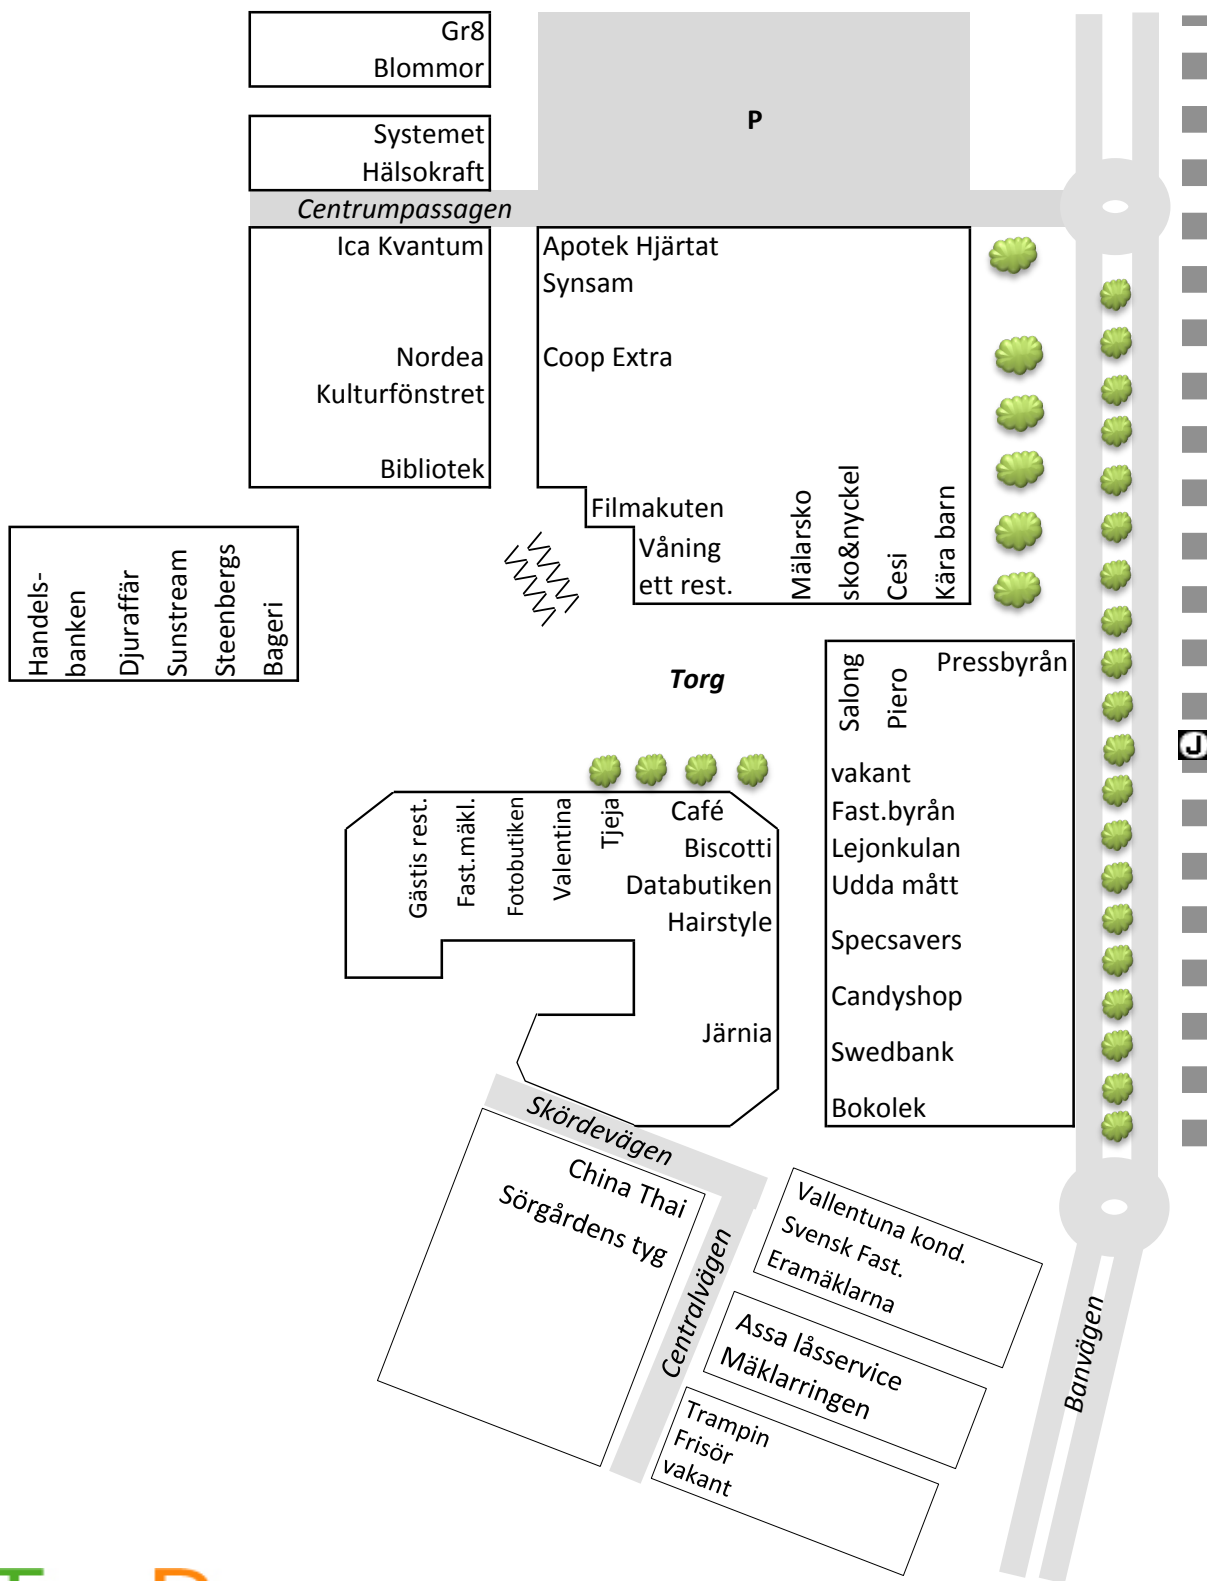 Gr8
Blommor
P
Systemet
Hälsokraft
Centrumpassagen
Ica Kvantum
Nordea
Kulturfönstret
Bibliotek
Apotek Hjärtat
Synsam
Coop Extra
Filmakuten
Våning
ett rest.
Mälarsko
sko&nyckel
Cesi
Kära barn
Handels-
banken
Djuraffär
Sunstream
Steenbergs
Bageri
Torg
Salong
Piero
Pressbyrån
vakant
Fast.byrån
Lejonkulan
Udda mått
Specsavers
Candyshop
Swedbank
Bokolek
J
Gästis rest.
Fast.mäkl.
Fotobutiken
Valentina
Tjeja
Café
Biscotti
Databutiken
Hairstyle
Järnia
Skördevägen
China Thai
Sörgårdens tyg
Centralvägen
Vallentuna kond.
Svensk Fast.
Eramäklarna
Assa låsservice
Mäklarringen
Trampin
Frisör
vakant
Banvägen